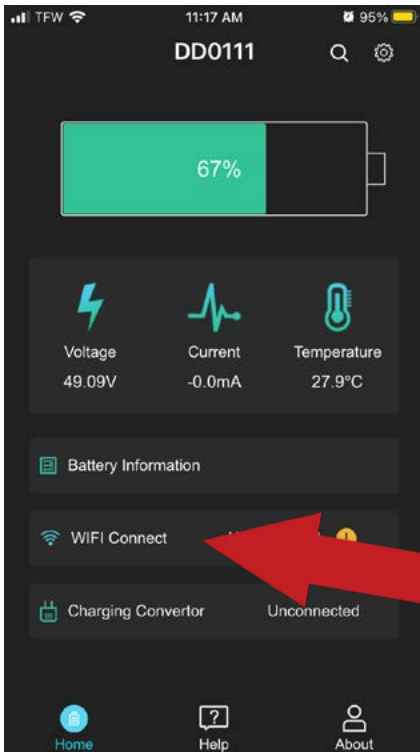 TFW 11:17 AM 95%
DD0111
67%
Voltage Current Temperature
49.09V -0.0mA 27.9°C
Battery Information
WIFI Connect
Charging Convertor Unconnected
Home Help About